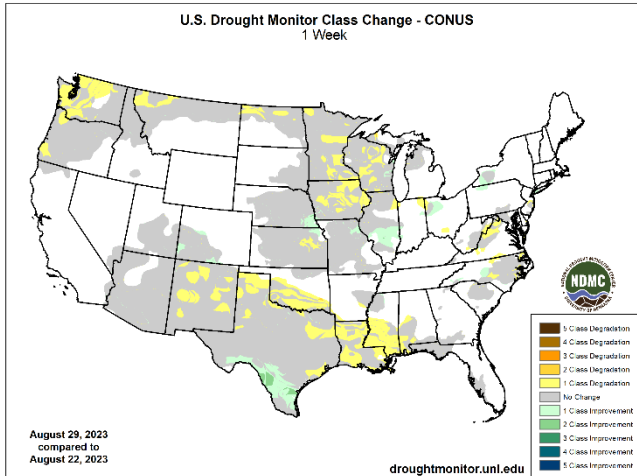 U.S. Drought Monitor Class Change - CONUS
1 Week
NDMC
5 Class Degradation
4 Class Degradation
3 Class Degradation
2 Class Degradation
1 Class Degradation
No Change
1 Class Improvement
2 Class Improvement
3 Class Improvement
4 Class Improvement
5 Class Improvement
August 29, 2023
compared to
August 22, 2023
droughtmonitor.unl.edu